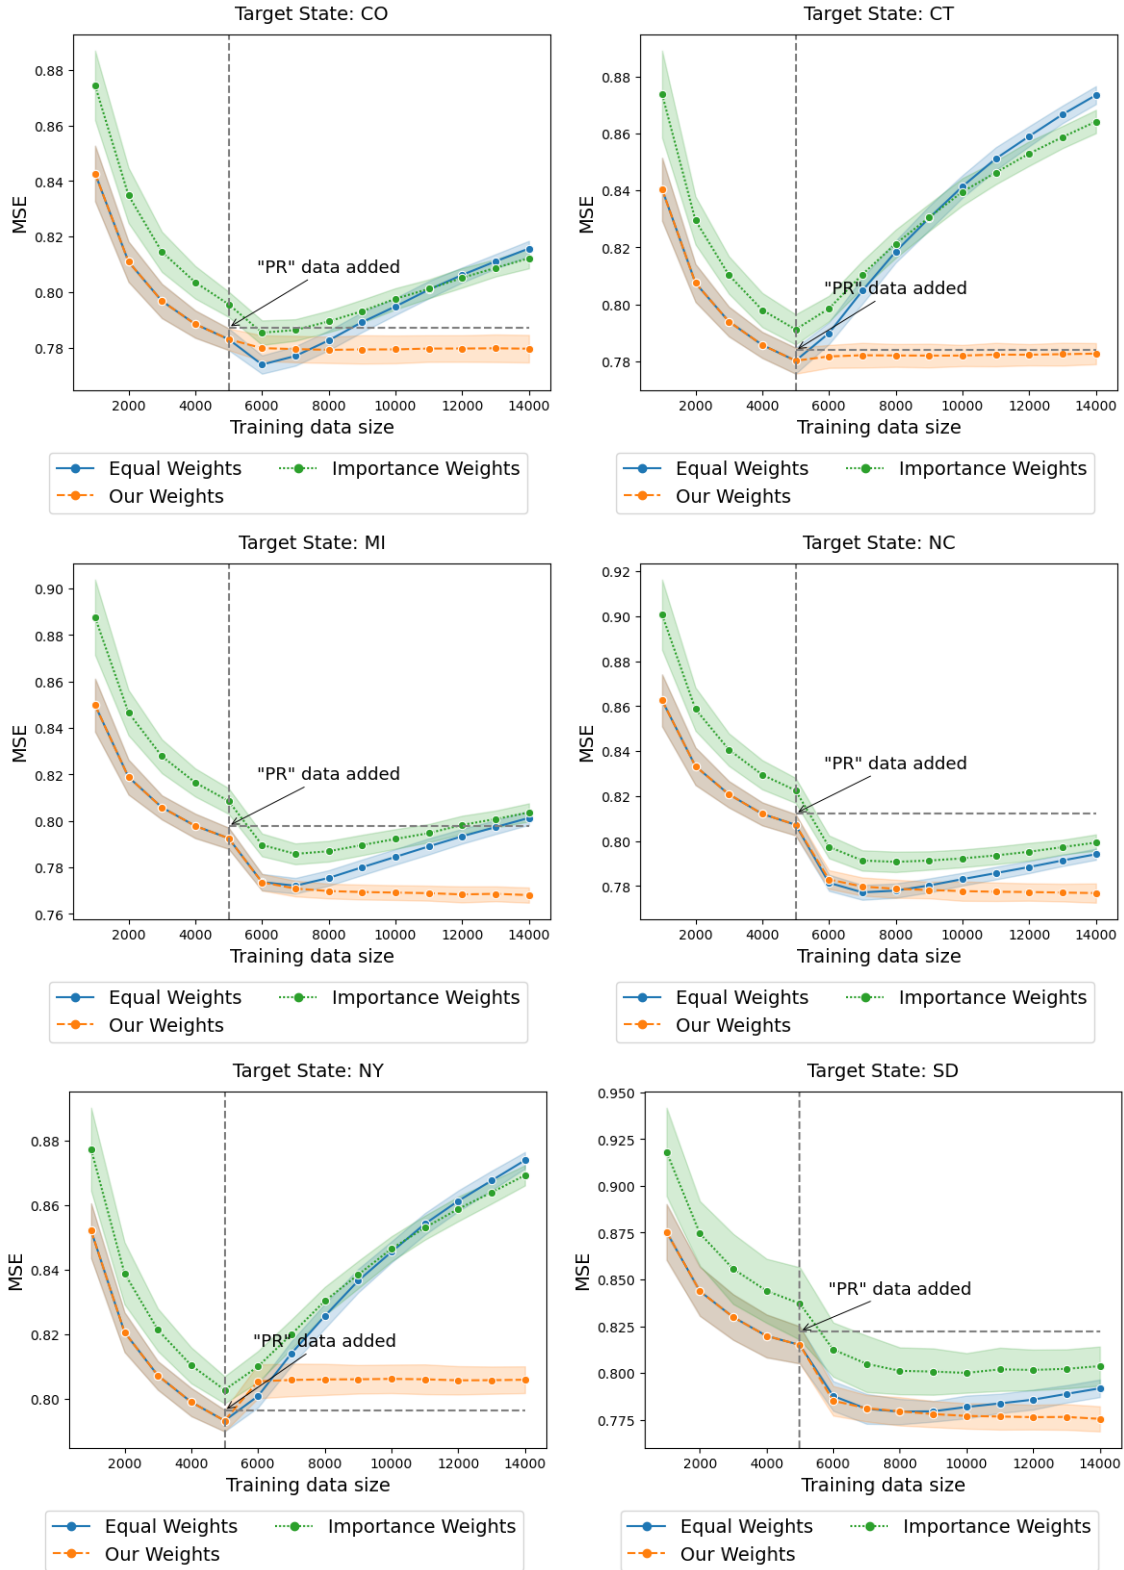 Target State: CO
MSE
0.88
0.86
0.84
0.82
0.80
0.78
"PR" data added
2000 4000 6000 8000 10000 12000 14000
Training data size
Equal Weights
Importance Weights
Our Weights
Target State: CT
MSE
0.88
0.86
0.84
0.82
0.80
0.78
"PR" data added
2000 4000 6000 8000 10000 12000 14000
Training data size
Equal Weights
Importance Weights
Our Weights
Target State: MI
MSE
0.90
0.88
0.86
0.84
0.82
0.80
0.78
0.76
"PR" data added
2000 4000 6000 8000 10000 12000 14000
Training data size
Equal Weights
Importance Weights
Our Weights
Target State: NC
MSE
0.92
0.90
0.88
0.86
0.84
0.82
0.80
0.78
"PR" data added
2000 4000 6000 8000 10000 12000 14000
Training data size
Equal Weights
Importance Weights
Our Weights
Target State: NY
MSE
0.88
0.86
0.84
0.82
0.80
"PR" data added
2000 4000 6000 8000 10000 12000 14000
Training data size
Equal Weights
Importance Weights
Our Weights
Target State: SD
MSE
0.950
0.925
0.900
0.875
0.850
0.825
0.800
0.775
"PR" data added
2000 4000 6000 8000 10000 12000 14000
Training data size
Equal Weights
Importance Weights
Our Weights